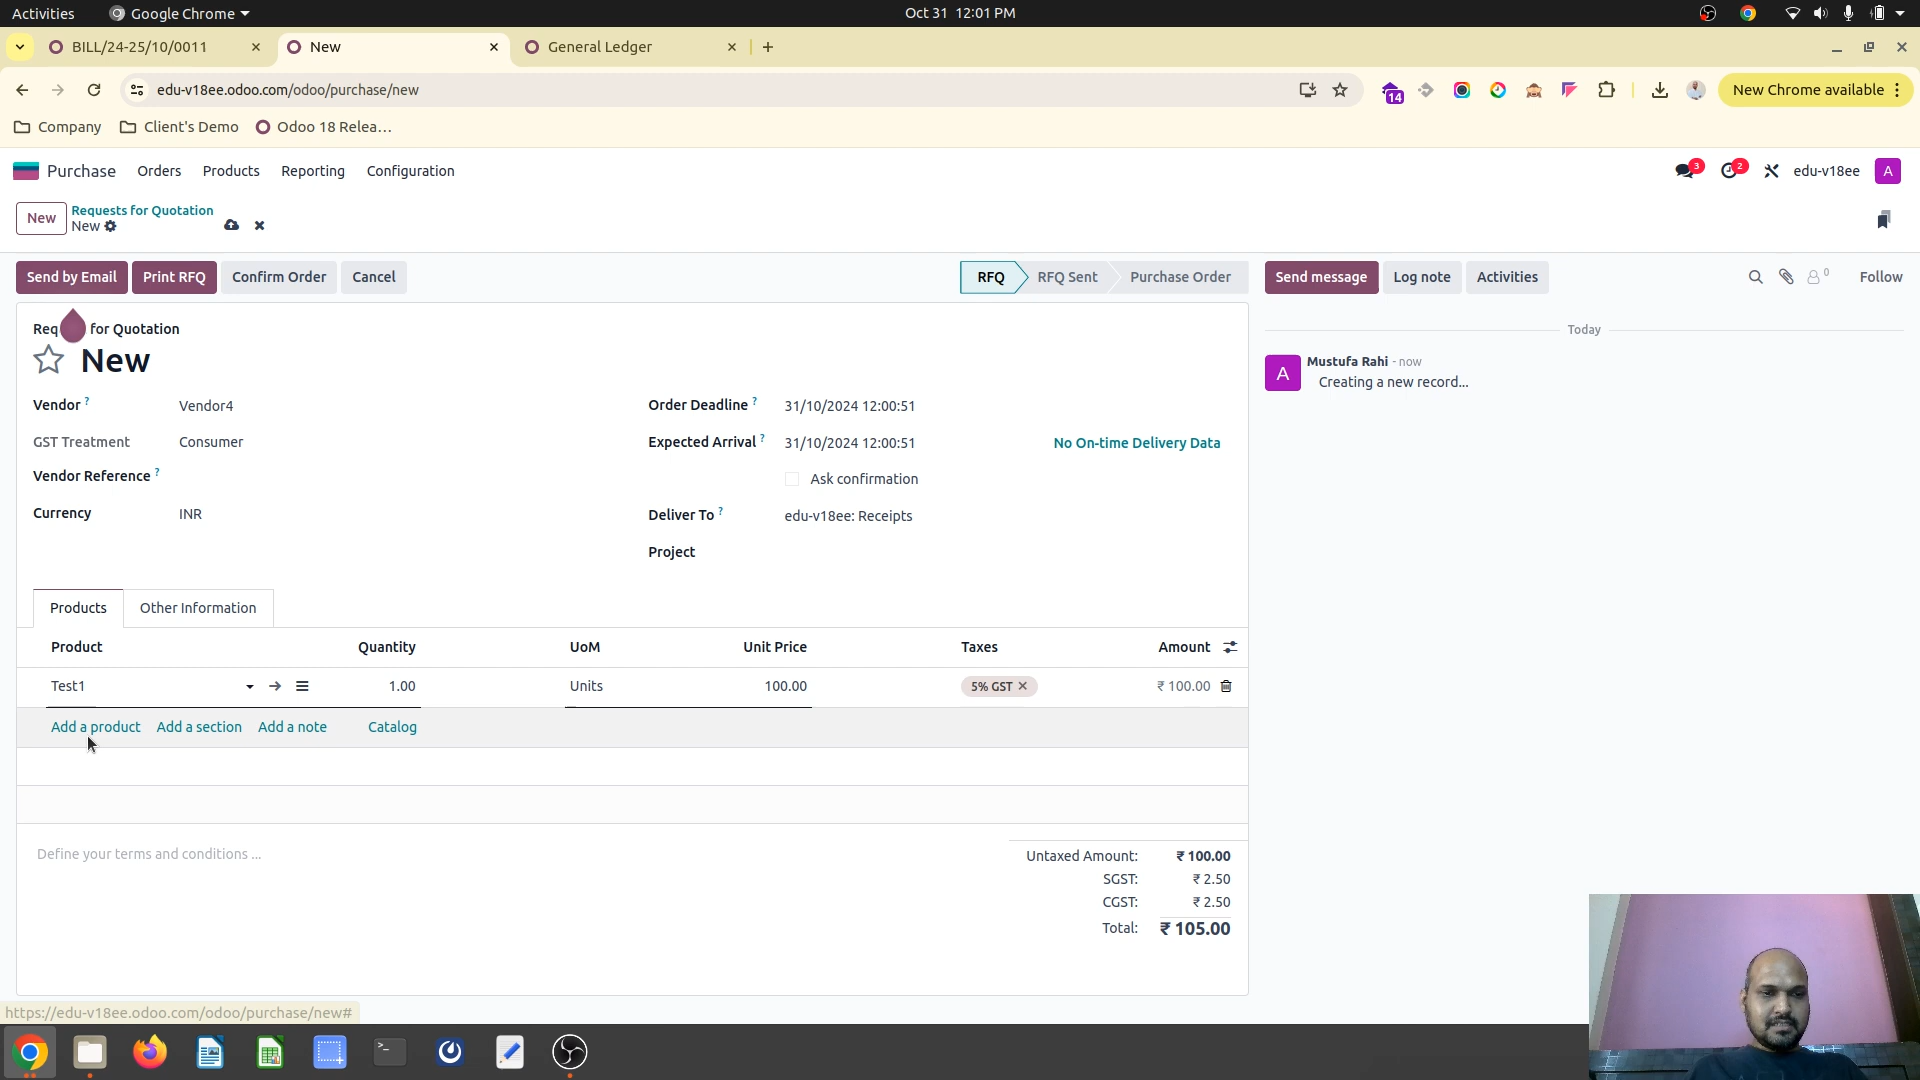 Activities Google Chrome Oct 31 12:01 PM
BILL/24-25/10/0011 New General Ledger
edu-v18ee.odoo.com/odoo/purchase/new 14 New Chrome available
Company Client's Demo Odoo 18 Relea...
Purchase Orders Products Reporting Configuration 3 2 edu-v18ee A
New Requests for Quotation
New
Send by Email Print RFQ Confirm Order Cancel RFQ RFQ Sent Purchase Order Send message Log note Activities 0 Follow
Req for Quotation Today
New
Mustufa Rahi - now
A Creating a new record...
Vendor ? Vendor4 Order Deadline ? 31/10/2024 12:00:51
GST Treatment Consumer Expected Arrival ? 31/10/2024 12:00:51 No On-time Delivery Data
Vendor Reference ? Ask confirmation
Currency INR Deliver To ? edu-v18ee: Receipts
Project
Products Other Information
Product Quantity UoM Unit Price Taxes Amount
Test1 1.00 Units 100.00 5% GST ₹ 100.00
Add a product Add a section Add a note Catalog
Define your terms and conditions ...
Untaxed Amount: ₹ 100.00
SGST: ₹ 2.50
CGST: ₹ 2.50
Total: ₹ 105.00
https://edu-v18ee.odoo.com/odoo/purchase/new#